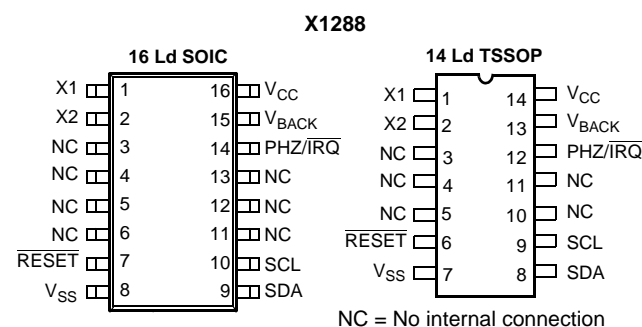 X1288
16 Ld SOIC
X1 1 16 VCC
X2 2 15 VBACK
NC 3 14 PHZ/IRQ
NC 4 13 NC
NC 5 12 NC
NC 6 11 NC
RESET 7 10 SCL
VSS 8 9 SDA
14 Ld TSSOP
X1 1 14 VCC
X2 2 13 VBACK
NC 3 12 PHZ/IRQ
NC 4 11 NC
NC 5 10 NC
RESET 6 9 SCL
VSS 7 8 SDA
NC = No internal connection